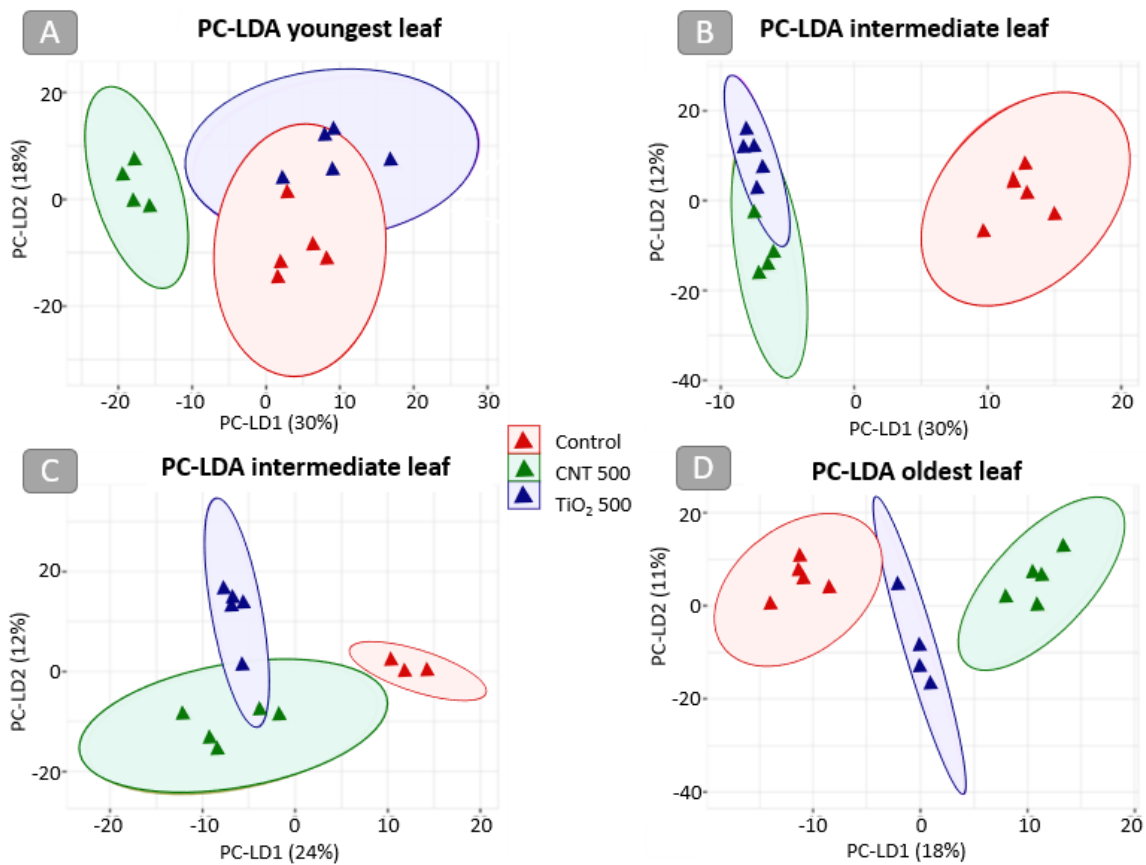 A
PC-LDA youngest leaf
PC-LD2 (18%)
20
0
-20
-20
-10
0
10
20
30
PC-LD1 (30%)
B
PC-LDA intermediate leaf
PC-LD2 (12%)
20
0
-20
-40
-10
0
10
20
PC-LD1 (30%)
Control
CNT 500
TiO₂ 500
C
PC-LDA intermediate leaf
PC-LD2 (12%)
20
0
-20
-20
-10
0
10
20
PC-LD1 (24%)
D
PC-LDA oldest leaf
PC-LD2 (11%)
20
0
-20
-40
-10
0
10
20
PC-LD1 (18%)